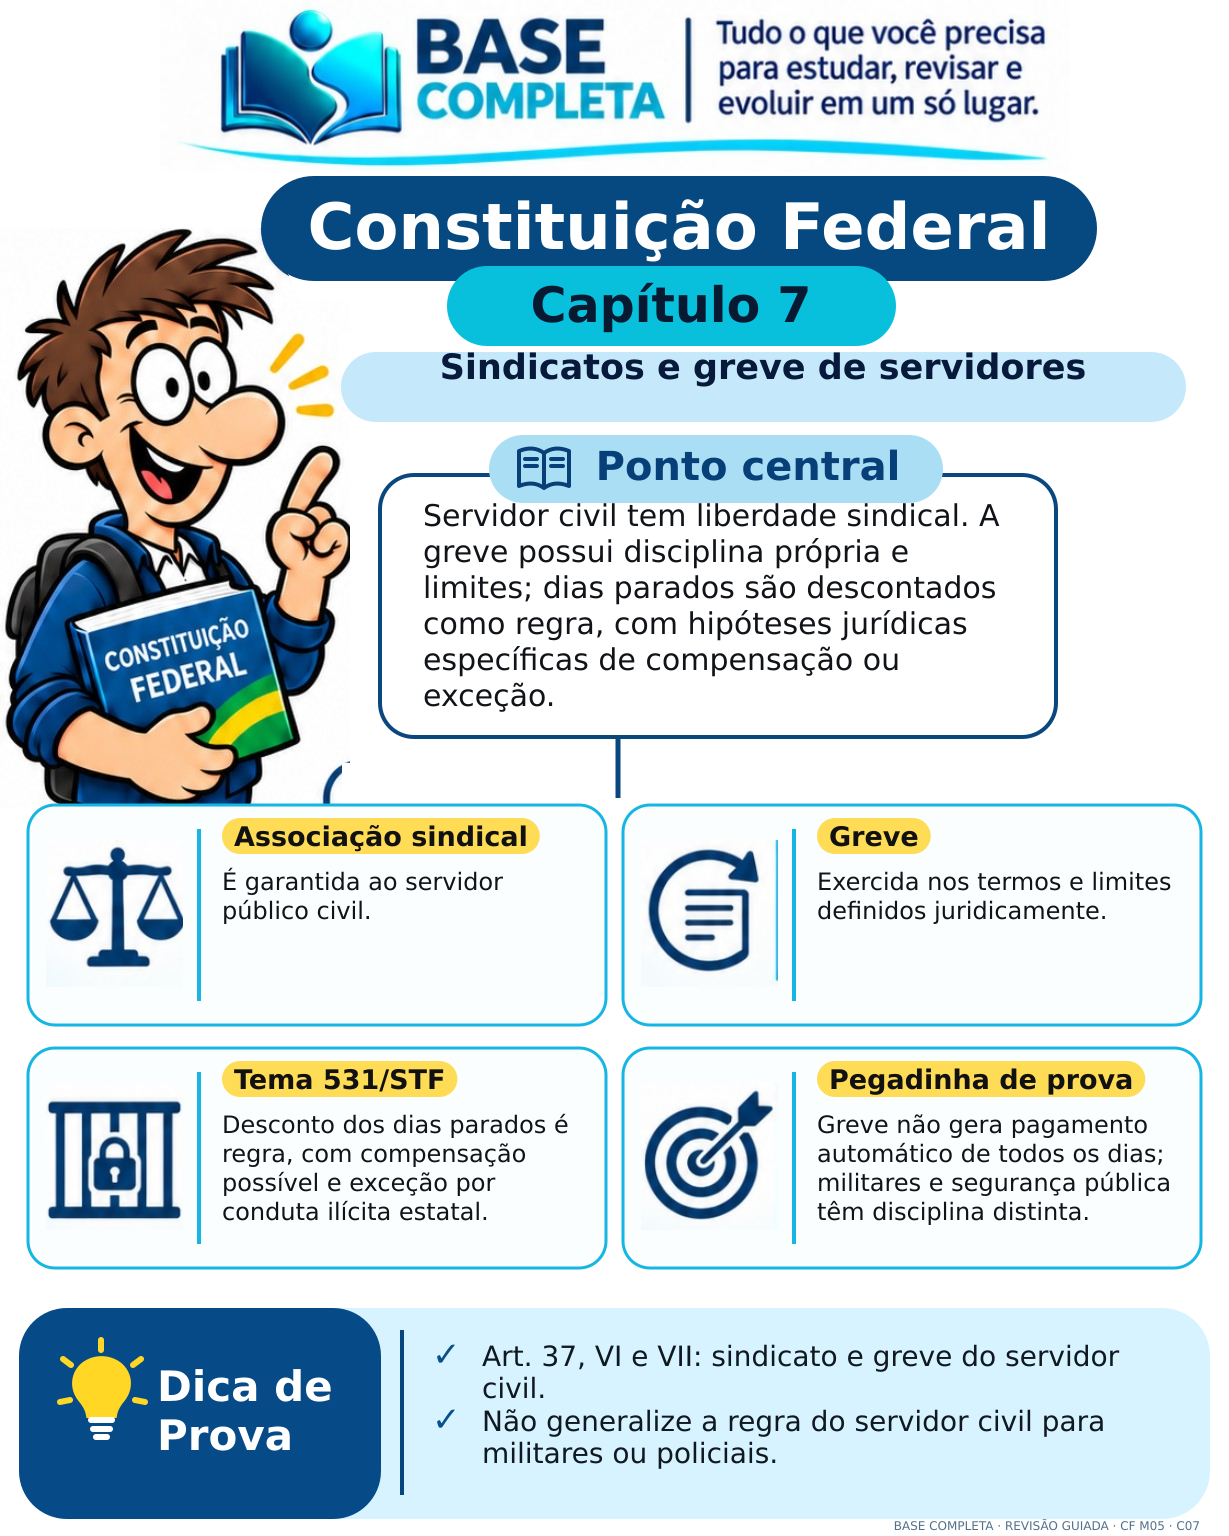 BASE
COMPLETA
Tudo o que você precisa
para estudar, revisar e
evoluir em um só lugar.
Constituição Federal
Capítulo 7
Sindicatos e greve de servidores
Ponto central
Servidor civil tem liberdade sindical. A
greve possui disciplina própria e
limites; dias parados são descontados
como regra, com hipóteses jurídicas
específicas de compensação ou
exceção.
CONSTITUIÇÃO
FEDERAL
Associação sindical
É garantida ao servidor
público civil.
Greve
Exercida nos termos e limites
definidos juridicamente.
Tema 531/STF
Desconto dos dias parados é
regra, com compensação
possível e exceção por
conduta ilícita estatal.
Pegadinha de prova
Greve não gera pagamento
automático de todos os dias;
militares e segurança pública
têm disciplina distinta.
Dica de
Prova
✓ Art. 37, VI e VII: sindicato e greve do servidor
civil.
✓ Não generalize a regra do servidor civil para
militares ou policiais.
BASE COMPLETA · REVISÃO GUIADA · CF M05 · C07